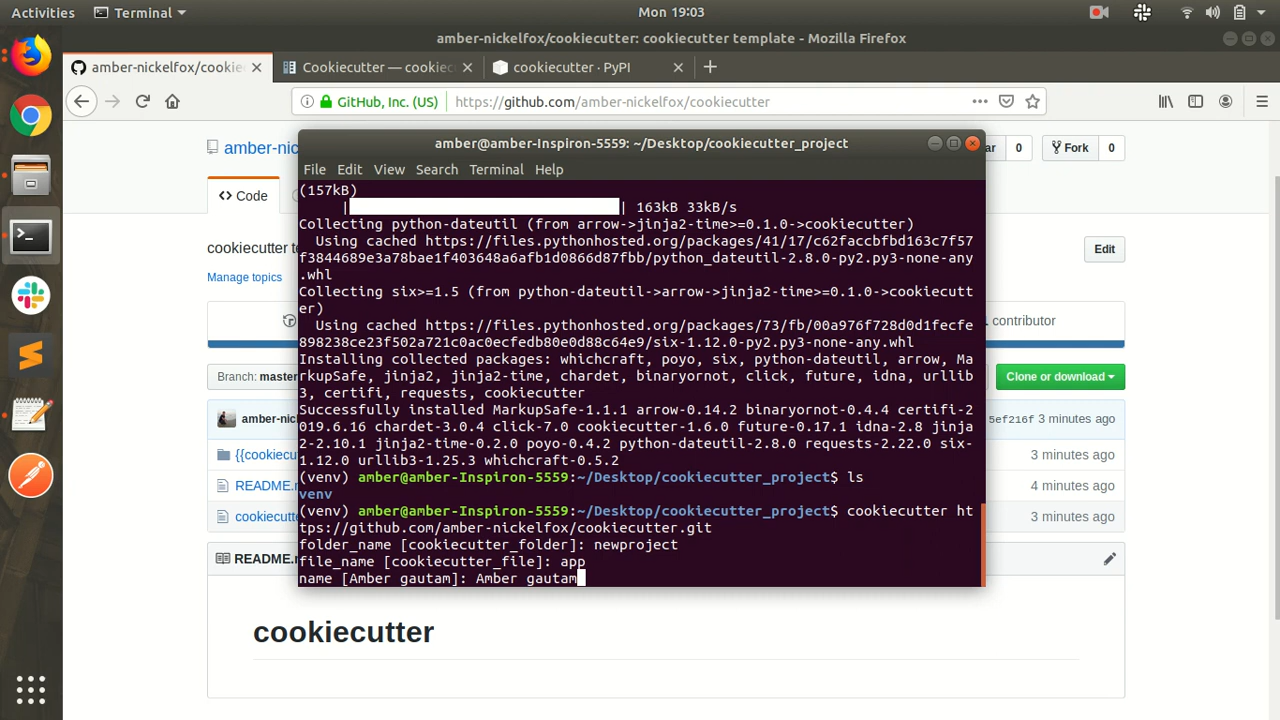 Activities
Terminal
Mon 19:03
amber-nickelfox/cookiecutter: cookiecutter template - Mozilla Firefox
amber-nickelfox/cookie
Cookiecutter — cookiec
cookiecutter · PyPI
GitHub, Inc. (US)
https://github.com/amber-nickelfox/cookiecutter
amber@amber-Inspiron-5559: ~/Desktop/cookiecutter_project
File Edit View Search Terminal Help
amber-nic
ar 0
Fork 0
Code
cookiecutter te
Edit
Manage topics
contributor
Branch: master
Clone or download
amber-nic
5ef216f 3 minutes ago
{{cookiecu
3 minutes ago
README.m
3 minutes ago
cookiecutte
3 minutes ago
README.m
cookiecutter
(157kB)
| | 163kB 33kB/s
Collecting python-dateutil (from arrow->jinja2-time>=0.1.0->cookiecutter)
Using cached https://files.pythonhosted.org/packages/41/17/c62faccbfbd163c7f57
f3844689e3a78bae1f403648a6afb1d0866d87fbb/python_dateutil-2.8.0-py2.py3-none-any
.whl
Collecting six>=1.5 (from python-dateutil->arrow->jinja2-time>=0.1.0->cookiecutt
er)
Using cached https://files.pythonhosted.org/packages/73/fb/00a976f728d0d1fecfe
898238ce23f502a721c0ac0ecfedb80e0d88c64e9/six-1.12.0-py2.py3-none-any.whl
Installing collected packages: whichcraft, poyo, six, python-dateutil, arrow, Ma
rkupSafe, jinja2, jinja2-time, chardet, binaryornot, click, future, idna, urllib
3, certifi, requests, cookiecutter
Successfully installed MarkupSafe-1.1.1 arrow-0.14.2 binaryornot-0.4.4 certifi-2
019.6.16 chardet-3.0.4 click-7.0 cookiecutter-1.6.0 future-0.17.1 idna-2.8 jinja
2-2.10.1 jinja2-time-0.2.0 poyo-0.4.2 python-dateutil-2.8.0 requests-2.22.0 six-
1.12.0 urllib3-1.25.3 whichcraft-0.5.2
(venv) amber@amber-Inspiron-5559:~/Desktop/cookiecutter_project$ ls
venv
(venv) amber@amber-Inspiron-5559:~/Desktop/cookiecutter_project$ cookiecutter ht
tps://github.com/amber-nickelfox/cookiecutter.git
folder_name [cookiecutter_folder]: newproject
file_name [cookiecutter_file]: app
name [Amber gautam]: Amber gautam